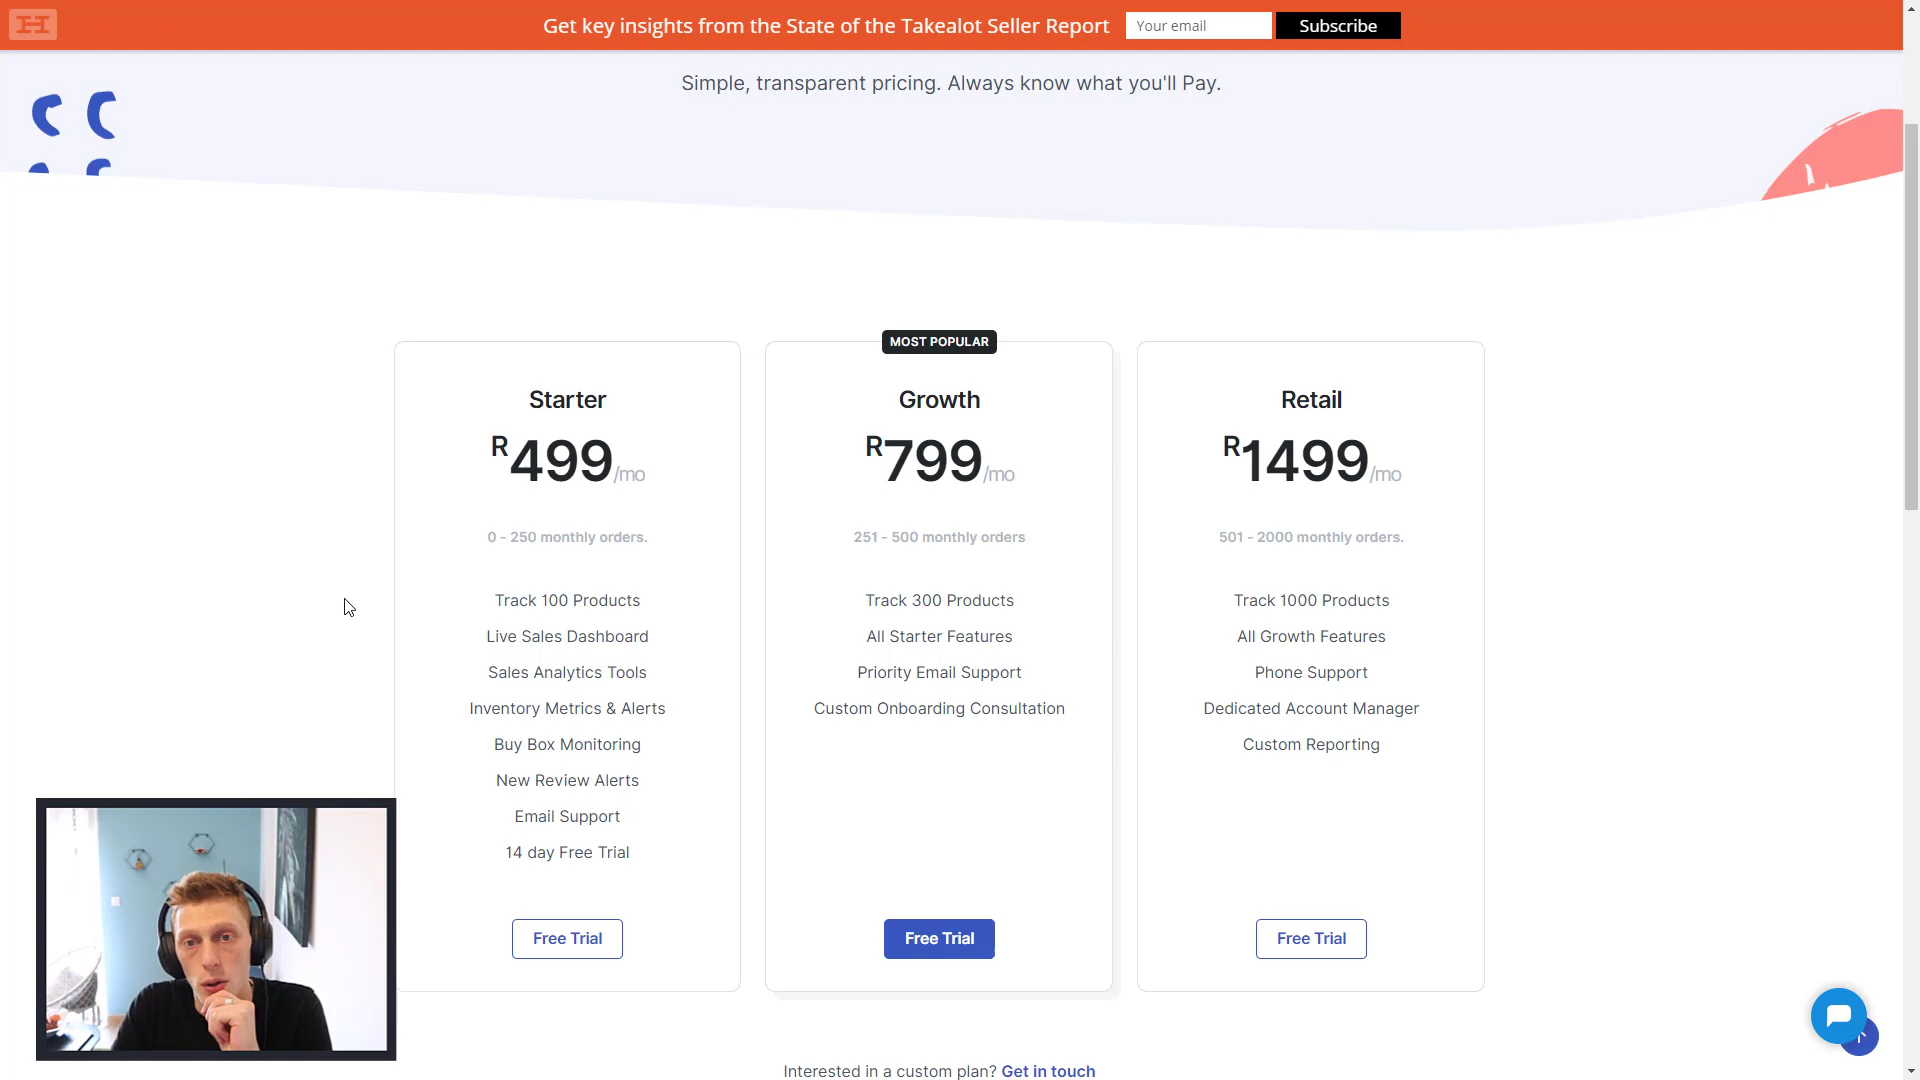 Get key insights from the State of the Takealot Seller Report
Your email
Subscribe
Simple, transparent pricing. Always know what you'll Pay.
MOST POPULAR
Starter
R499/mo
0 - 250 monthly orders.
Track 100 Products
Live Sales Dashboard
Sales Analytics Tools
Inventory Metrics & Alerts
Buy Box Monitoring
New Review Alerts
Email Support
14 day Free Trial
Free Trial
Growth
R799/mo
251 - 500 monthly orders
Track 300 Products
All Starter Features
Priority Email Support
Custom Onboarding Consultation
Free Trial
Retail
R1499/mo
501 - 2000 monthly orders.
Track 1000 Products
All Growth Features
Phone Support
Dedicated Account Manager
Custom Reporting
Free Trial
Interested in a custom plan? Get in touch